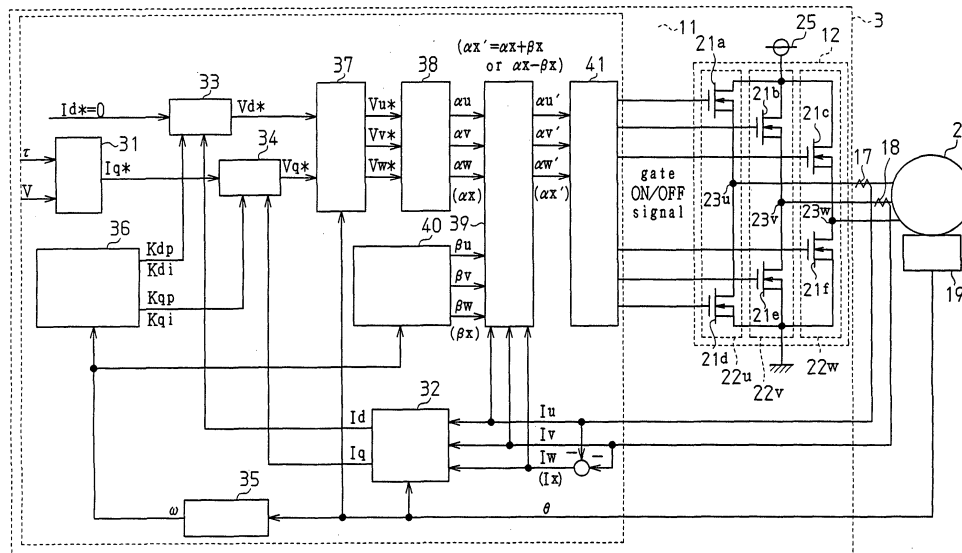 11
3
25
12
(αx′=αx+βx
or αx-βx)
21a
37
38
41
33
21b
Id*=0
Vd*
Vu*
αu
αu′
21c
Vv*
αv
αv′
34
2
τ
31
Vw*
αw
αw′
17
18
Iq*
Vq*
(αx)
(αx′)
gate
ON/OFF
signal
V
23u
23v
23w
39
40
36
Kdp
βu
Kdi
βv
21f
Kqp
19
βw
21e
Kqi
(βx)
21d
22u
22v
22w
32
Id
Iu
Iv
Iq
Iw
(Ix)
− −
35
ω
θ